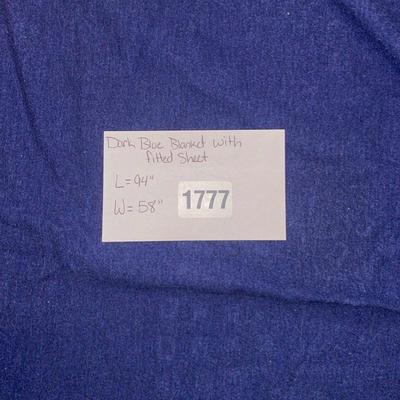 Dark Blue Blanket with
fitted Sheet
L = 94"
W = 58"
1777